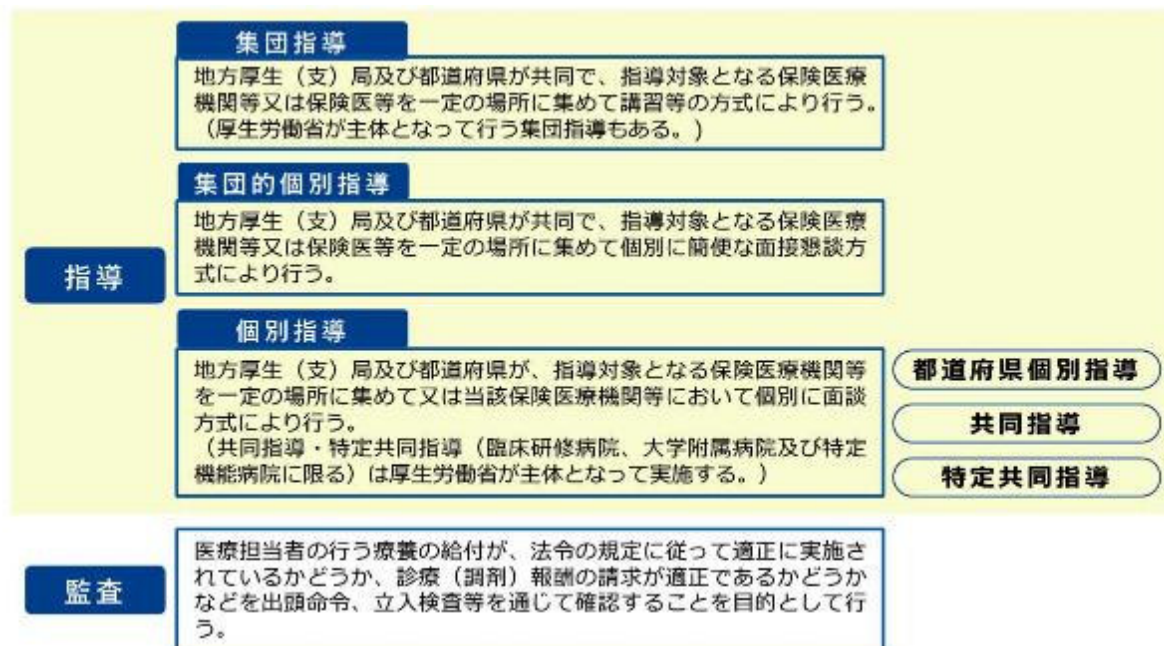 集団指導
地方厚生（支）局及び都道府県が共同で、指導対象となる保険医療
機関等又は保険医等を一定の場所に集めて講習等の方式により行う。
（厚生労働省が主体となって行う集団指導もある。)
集団的個別指導
地方厚生（支）局及び都道府県が共同で、指導対象となる保険医療
機関等又は保険医等を一定の場所に集めて個別に簡便な面接懇談方
式により行う。
指導
個別指導
地方厚生（支）局及び都道府県が、指導対象となる保険医療機関等
を一定の場所に集めて又は当該保険医療機関等において個別に面談
方式により行う。
（共同指導・特定共同指導（臨床研修病院、大学附属病院及び特定
機能病院に限る）は厚生労働省が主体となって実施する。)
都道府県個別指導
共同指導
特定共同指導
監査
医療担当者の行う療養の給付が、法令の規定に従って適正に実施さ
れているかどうか、診療（調剤）報酬の請求が適正であるかどうか
などを出頭命令、立入検査等を通じて確認することを目的として行
う。